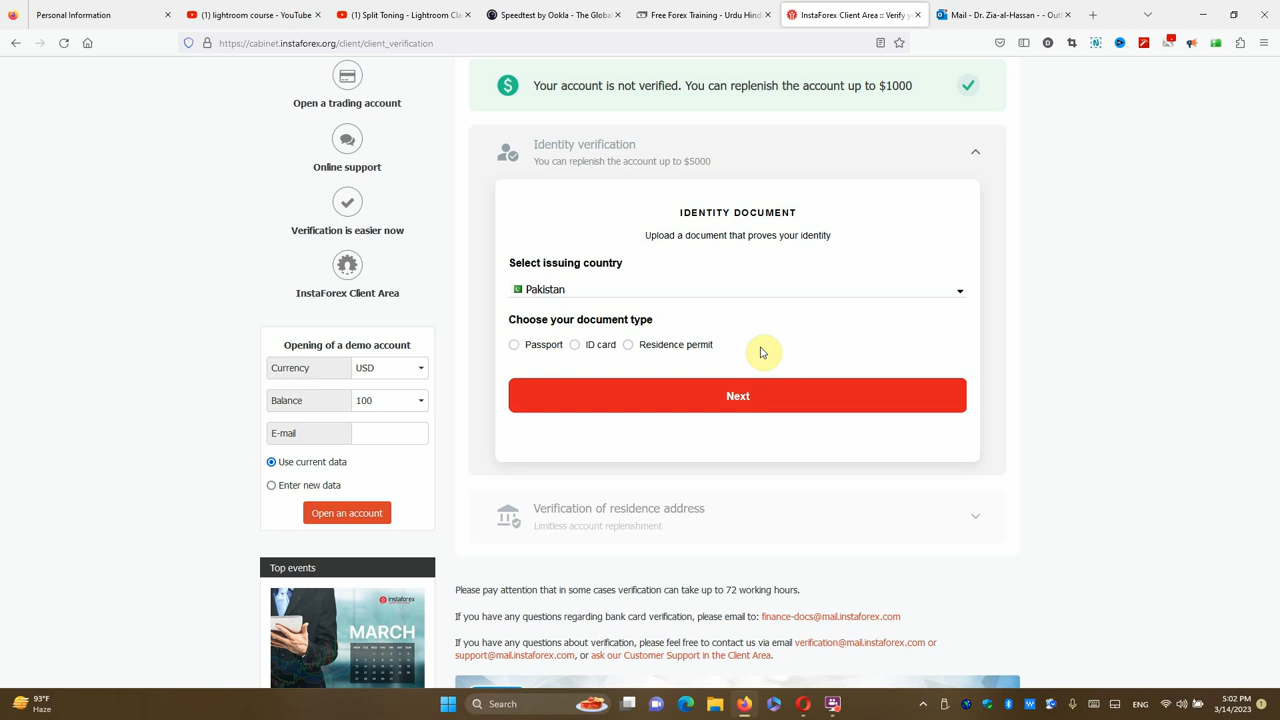 Personal Information
(1) lightroom course - YouTube
(1) Split Toning - Lightroom Cl
Speedtest by Ookla - The Globa
Free Forex Training - Urdu Hind
InstaForex Client Area :: Verify y
Mail - Dr. Zia-al-Hassan - Outl
https://cabinet.instaforex.org/client/client_verification
Open a trading account
Online support
Verification is easier now
InstaForex Client Area
Opening of a demo account
Currency USD
Balance 100
E-mail
Use current data
Enter new data
Open an account
Top events
instaforex
MARCH
Your account is not verified. You can replenish the account up to $1000
Identity verification
You can replenish the account up to $5000
IDENTITY DOCUMENT
Upload a document that proves your identity
Select issuing country
Pakistan
Choose your document type
Passport ID card Residence permit
Next
Verification of residence address
Limitless account replenishment
Please pay attention that in some cases verification can take up to 72 working hours.
If you have any questions regarding bank card verification, please email to: finance-docs@mail.instaforex.com
If you have any questions about verification, please feel free to contact us via email verification@mail.instaforex.com or
support@mail.instaforex.com, or ask our Customer Support in the Client Area.
93°F
Haze
Search
ENG
5:02 PM
3/14/2023